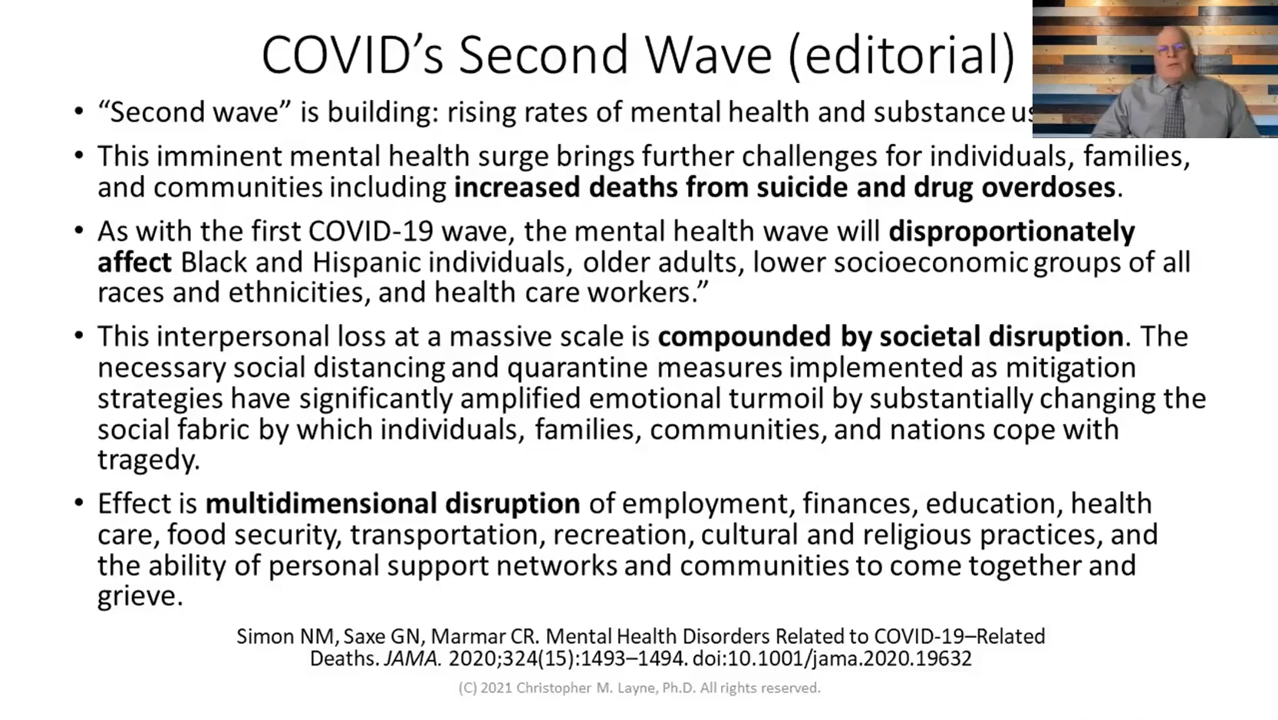 COVID's Second Wave (editorial)
• “Second wave” is building: rising rates of mental health and substance
• This imminent mental health surge brings further challenges for individuals, families,
and communities including increased deaths from suicide and drug overdoses.
• As with the first COVID-19 wave, the mental health wave will disproportionately
affect Black and Hispanic individuals, older adults, lower socioeconomic groups of all
races and ethnicities, and health care workers.”
• This interpersonal loss at a massive scale is compounded by societal disruption. The
necessary social distancing and quarantine measures implemented as mitigation
strategies have significantly amplified emotional turmoil by substantially changing the
social fabric by which individuals, families, communities, and nations cope with
tragedy.
• Effect is multidimensional disruption of employment, finances, education, health
care, food security, transportation, recreation, cultural and religious practices, and
the ability of personal support networks and communities to come together and
grieve.
Simon NM, Saxe GN, Marmar CR. Mental Health Disorders Related to COVID-19–Related
Deaths. JAMA. 2020;324(15):1493–1494. doi:10.1001/jama.2020.19632
(C) 2021 Christopher M. Layne, Ph.D. All rights reserved.